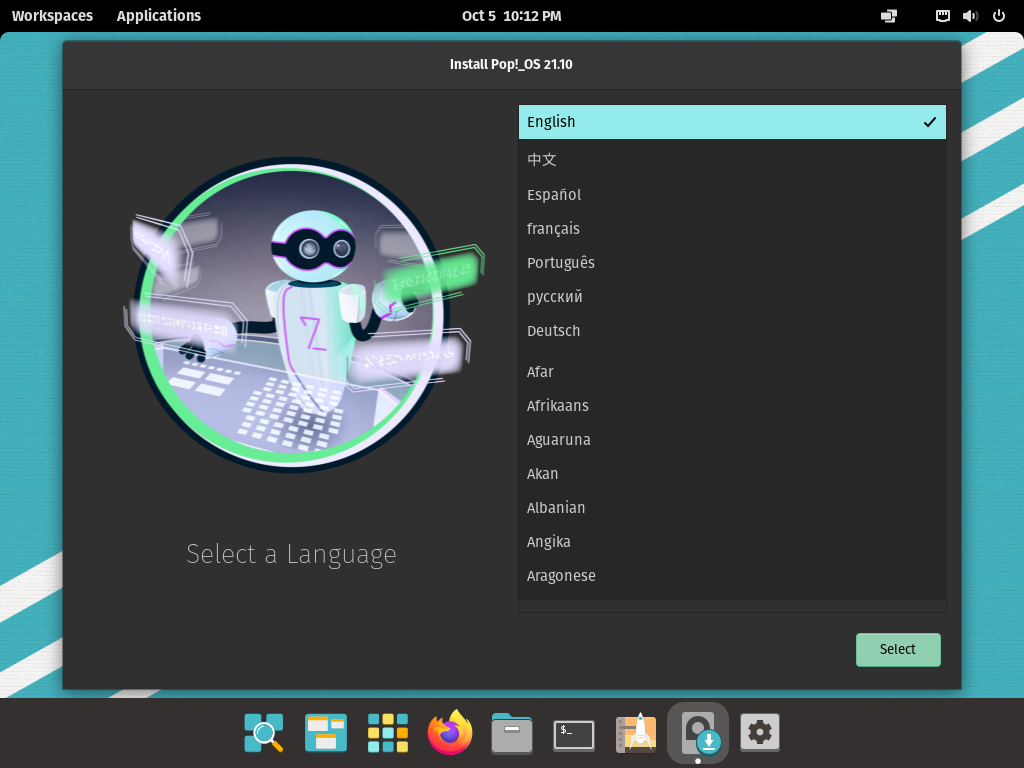 Workspaces Applications Oct 5 10:12 PM
Install Pop!_OS 21.10
English
中文
Español
français
Português
русский
Deutsch
Afar
Afrikaans
Aguaruna
Akan
Albanian
Angika
Aragonese
Select a Language
Select
$_